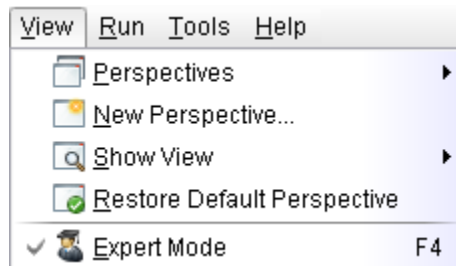 View Run Tools Help
Perspectives
New Perspective...
Show View
Restore Default Perspective
Expert Mode F4